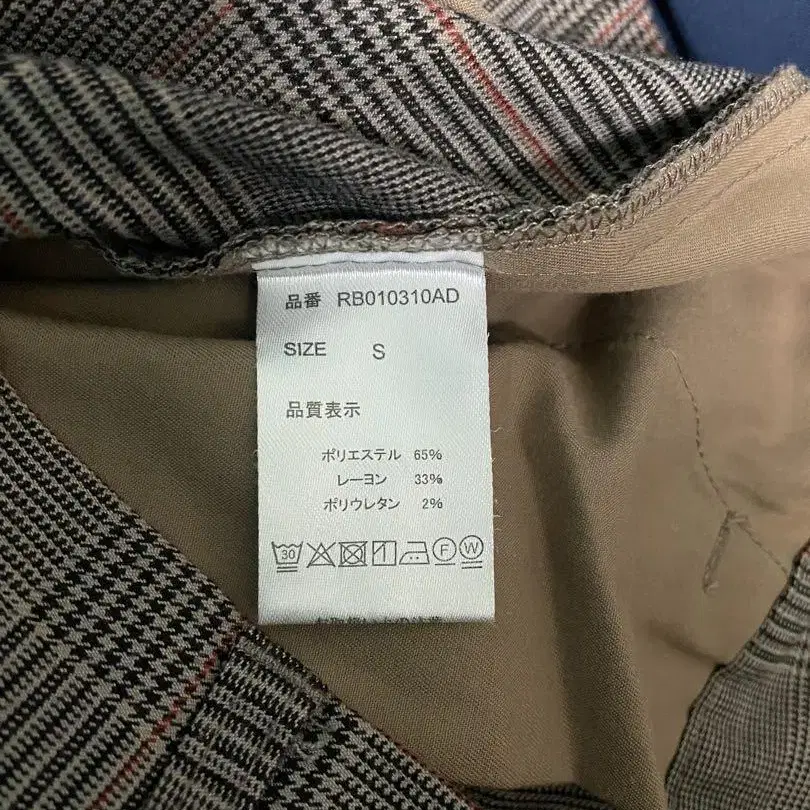 品番 RB010310AD
SIZE S
品質表示
ポリエステル 65%
レーヨン 33%
ポリウレタン 2%
30 F W